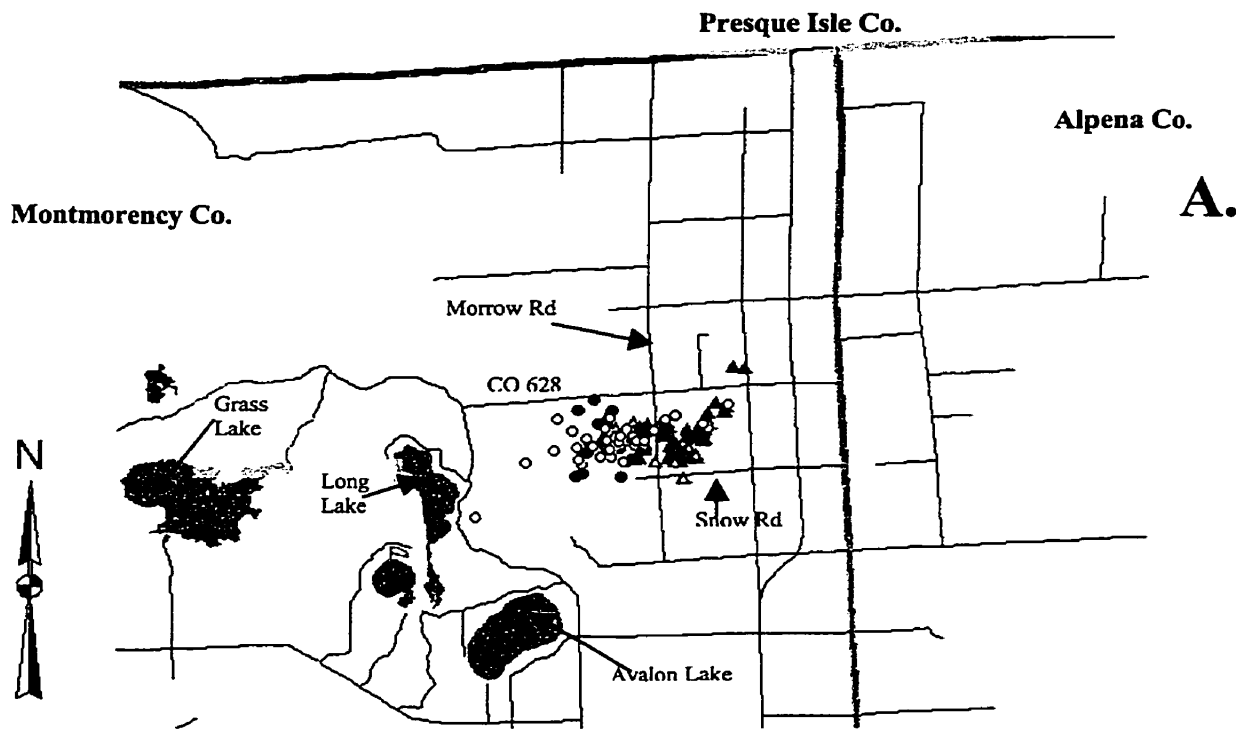 Presque Isle Co.
Alpena Co.
A.
Montmorency Co.
Morrow Rd
CO 628
Grass
Lake
N
Long
Lake
Snow Rd
Avalon Lake